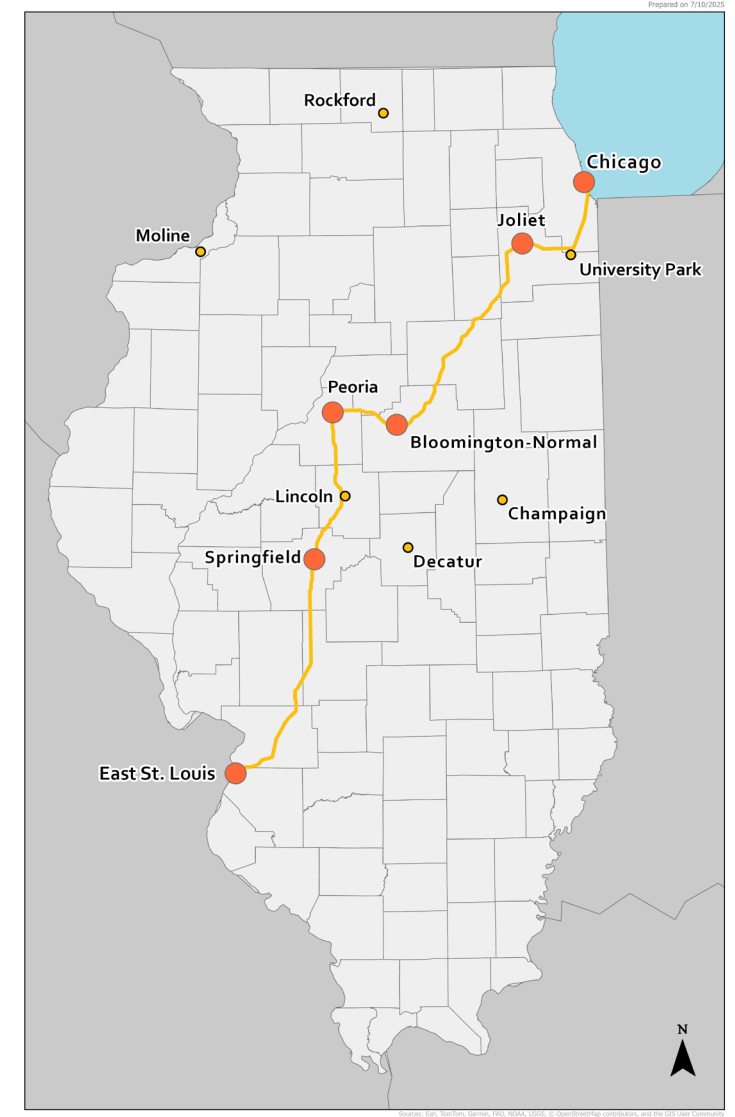 Prepared on 7/10/2025
Rockford
Chicago
Joliet
Moline
University Park
Peoria
Bloomington-Normal
Lincoln
Champaign
Springfield
Decatur
East St. Louis
N
Sources: Esri, TomTom, Garmin, FAO, NOAA, USGS, © OpenStreetMap contributors, and the GIS User Community